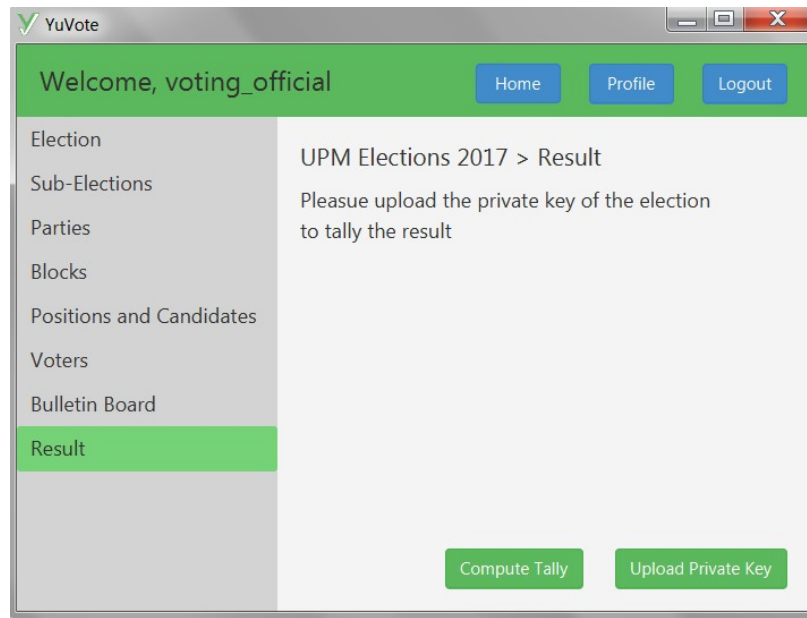 YuVote
Welcome, voting_official
Home
Profile
Logout
Election
Sub-Elections
Parties
Blocks
Positions and Candidates
Voters
Bulletin Board
Result
UPM Elections 2017 > Result
Pleasue upload the private key of the election
to tally the result
Compute Tally
Upload Private Key